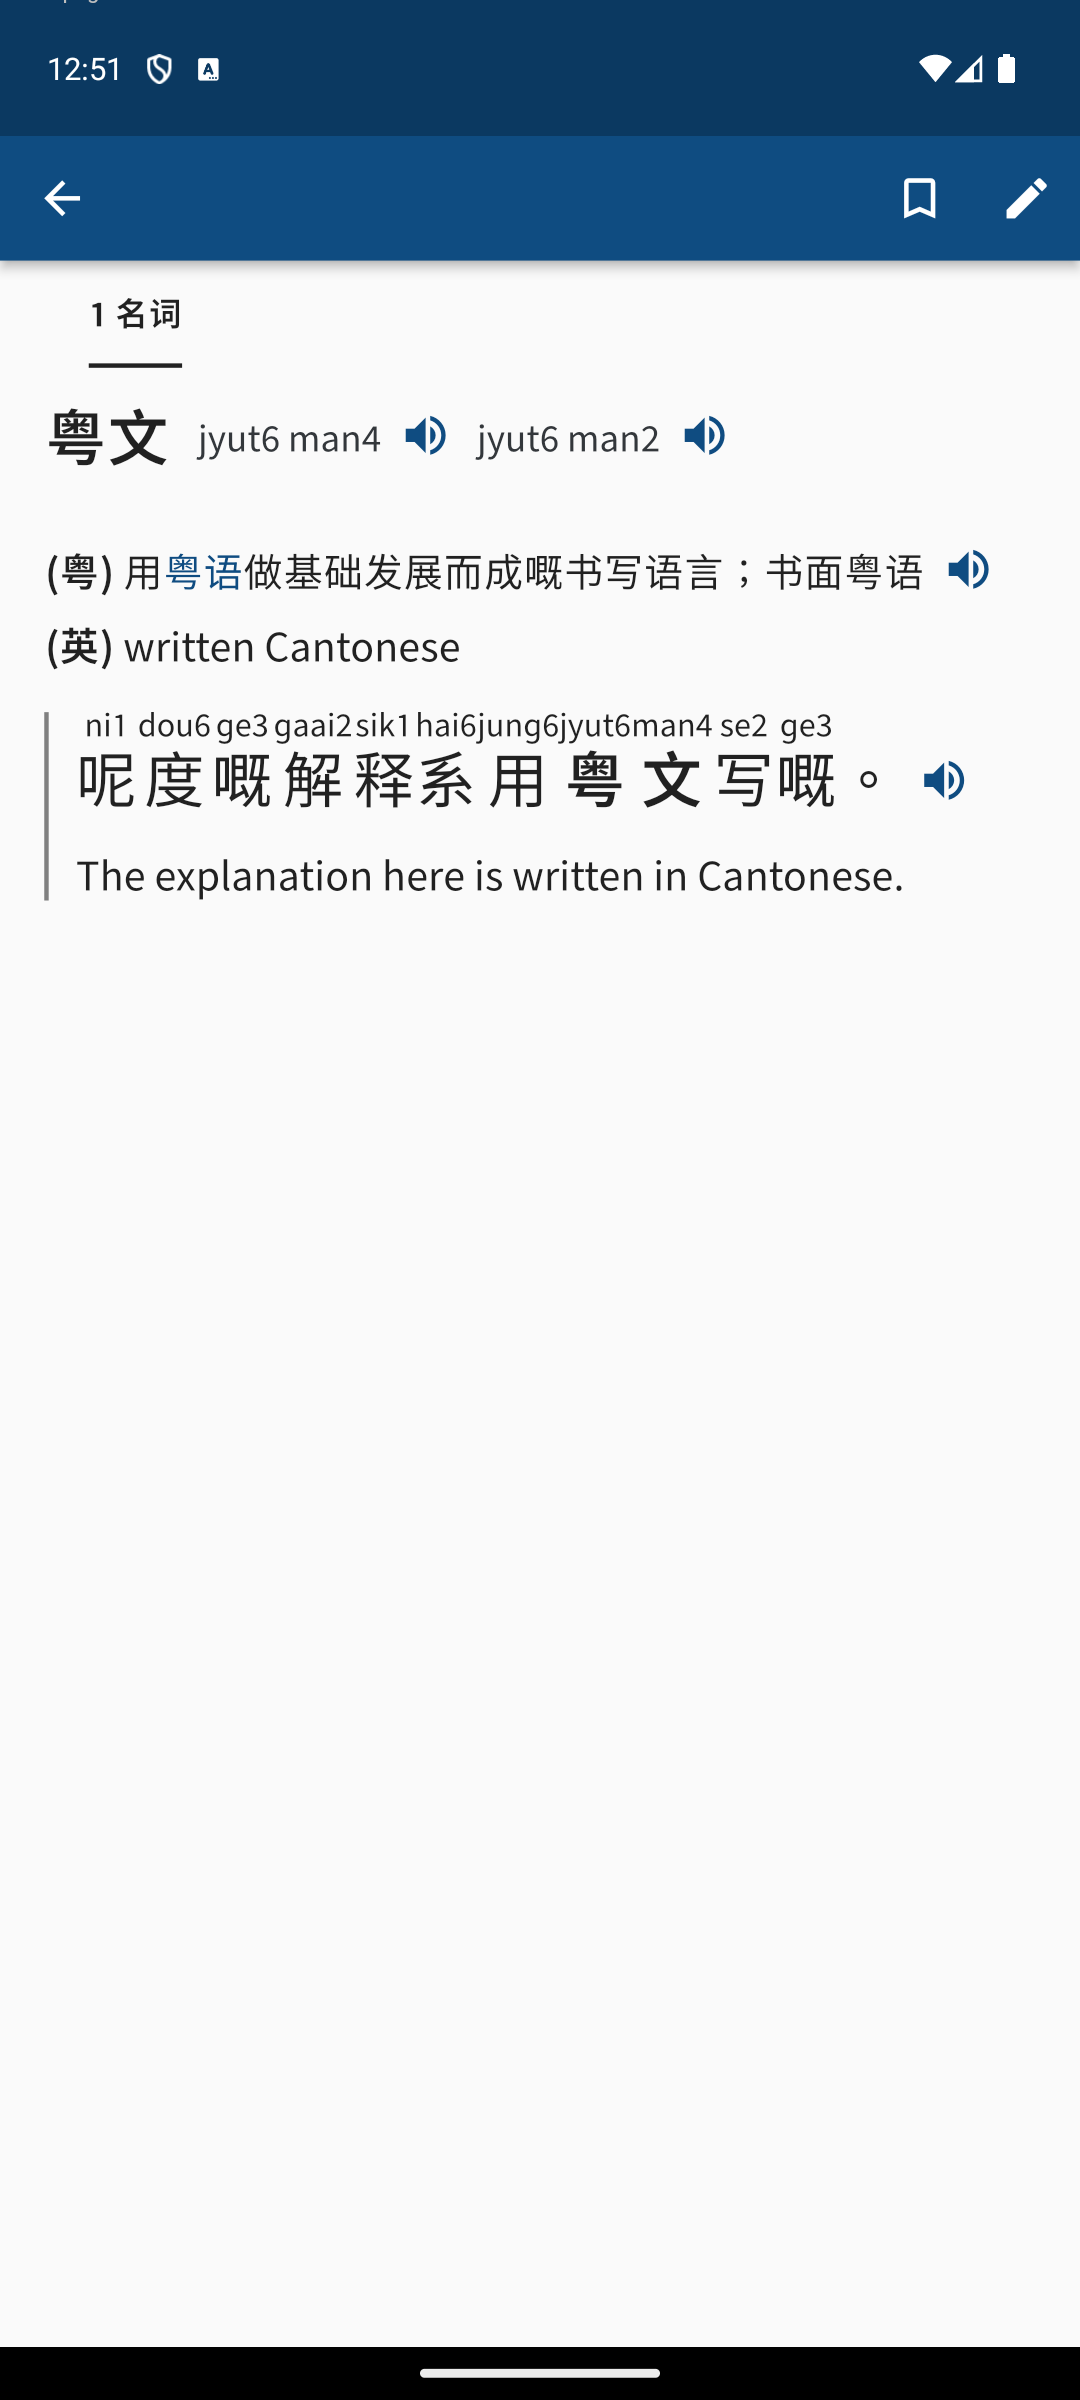 12:51
1 名词
粤文 jyut6 man4 jyut6 man2
(粤) 用粤语做基础发展而成嘅书写语言；书面粤语
(英) written Cantonese
ni1 dou6 ge3 gaai2 sik1 hai6 jung6 jyut6 man4 se2 ge3
呢度嘅解释系用粤文写嘅。
The explanation here is written in Cantonese.